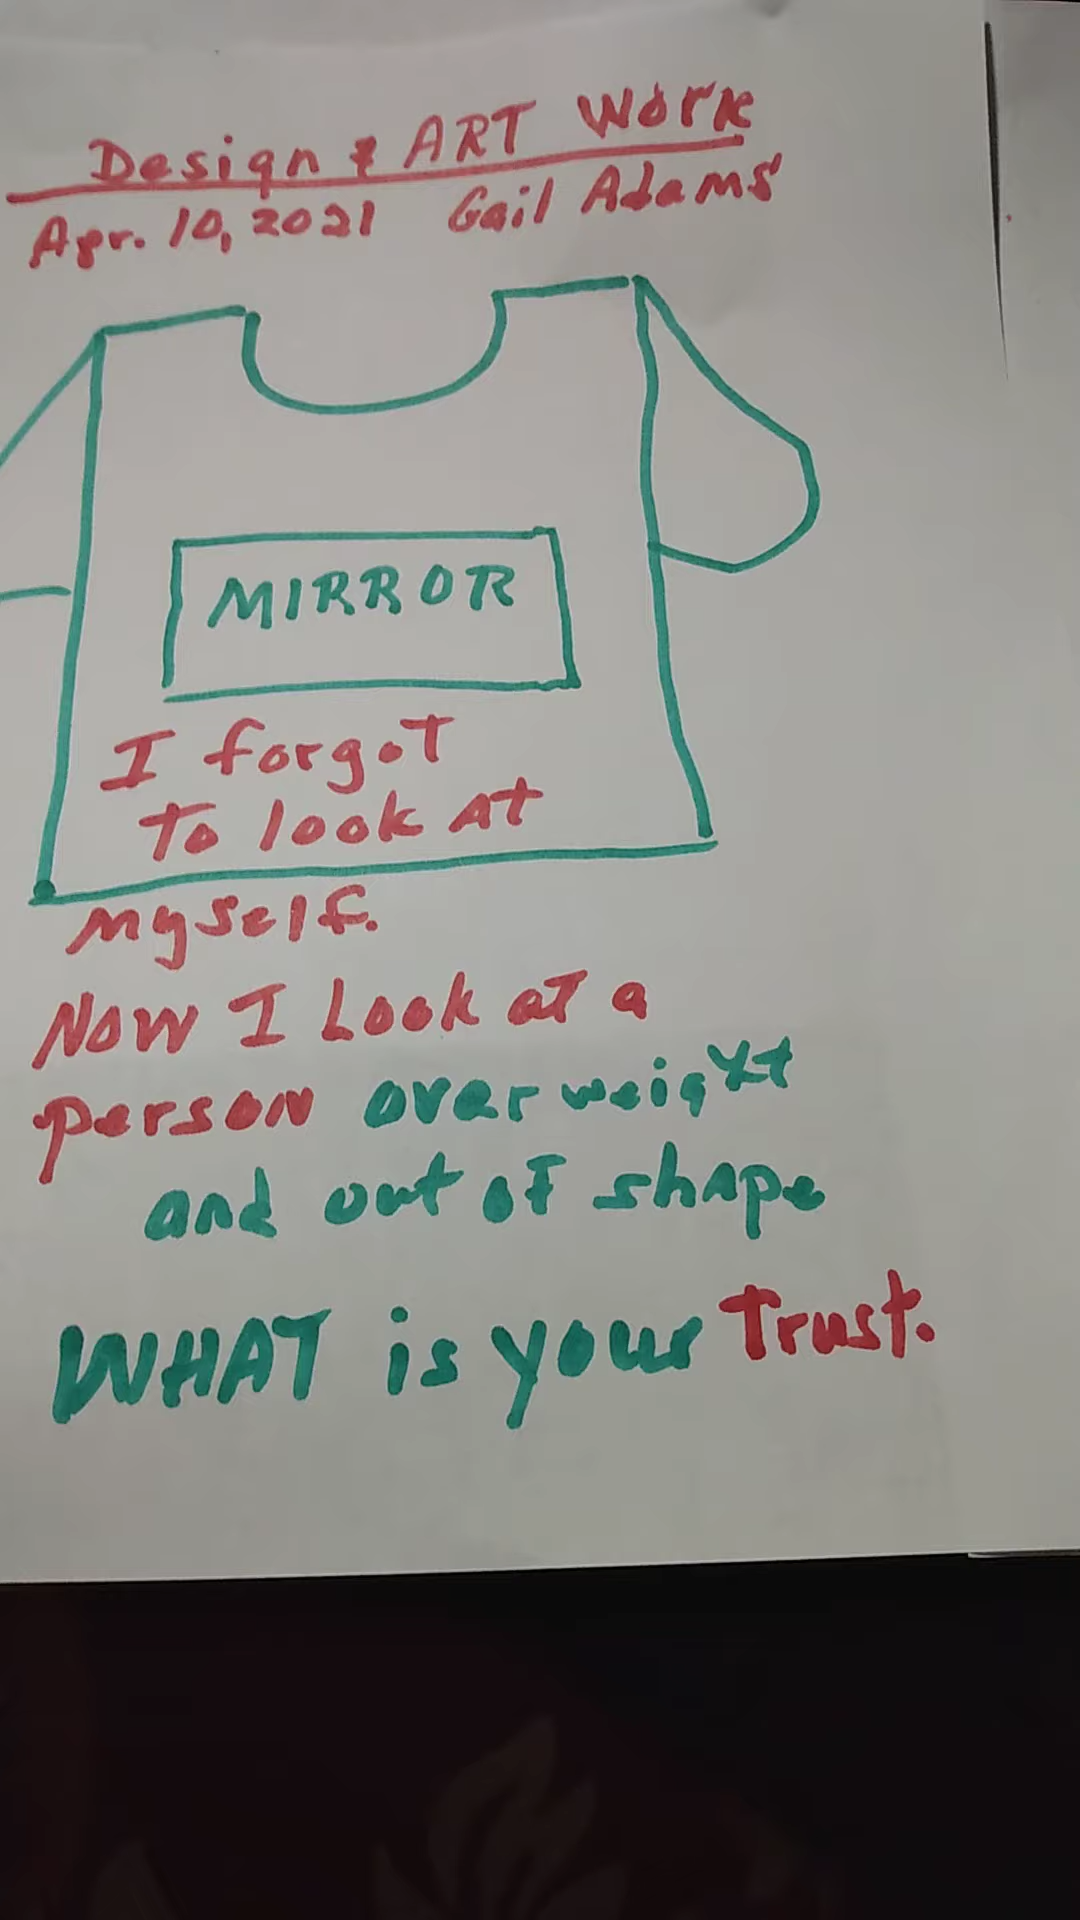 Design & ART Work
Apr. 10, 2021 Gail Adams
MIRROR
I forgot
To look at
myself.
Now I Look at a
person overweight
and out of shape
WHAT is your Trust.